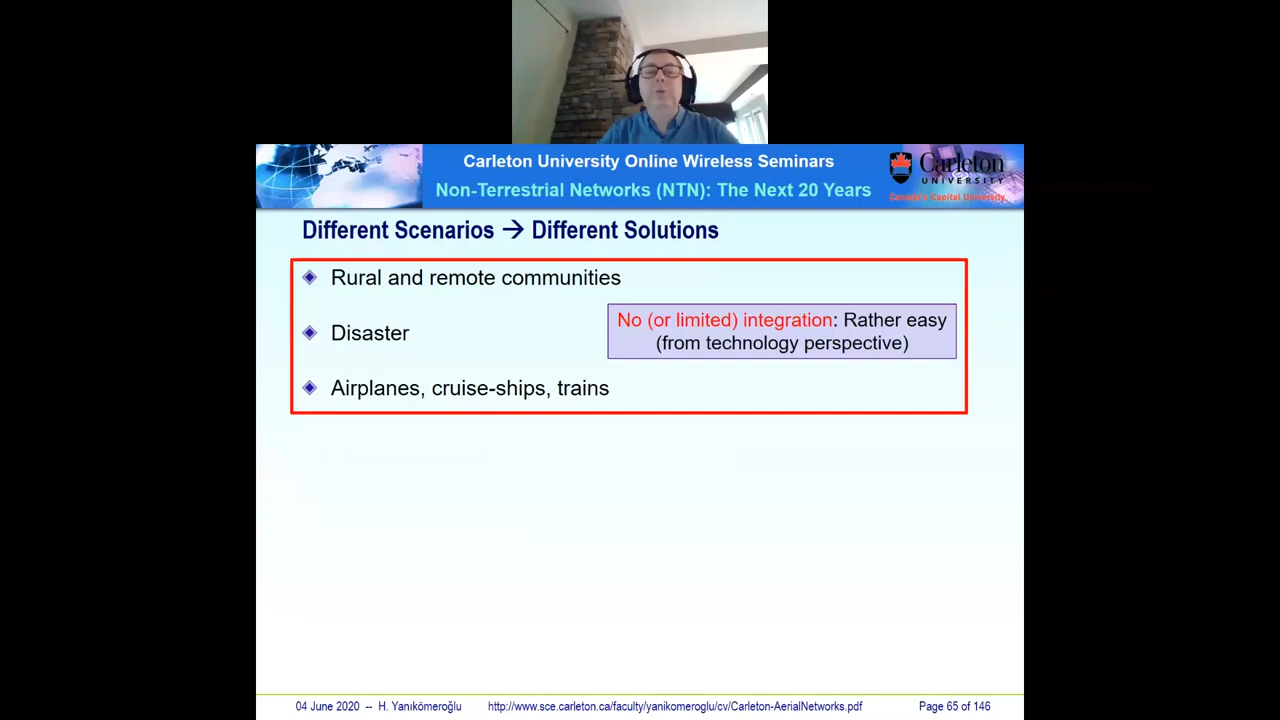 Carleton University Online Wireless Seminars
Non-Terrestrial Networks (NTN): The Next 20 Years
Carleton
UNIVERSITY
Canada's Capital University
Different Scenarios → Different Solutions
Rural and remote communities
Disaster
No (or limited) integration: Rather easy
(from technology perspective)
Airplanes, cruise-ships, trains
04 June 2020 -- H. Yanıkömeroğlu http://www.sce.carleton.ca/faculty/yanikomeroglu/cv/Carleton-AerialNetworks.pdf Page 65 of 146